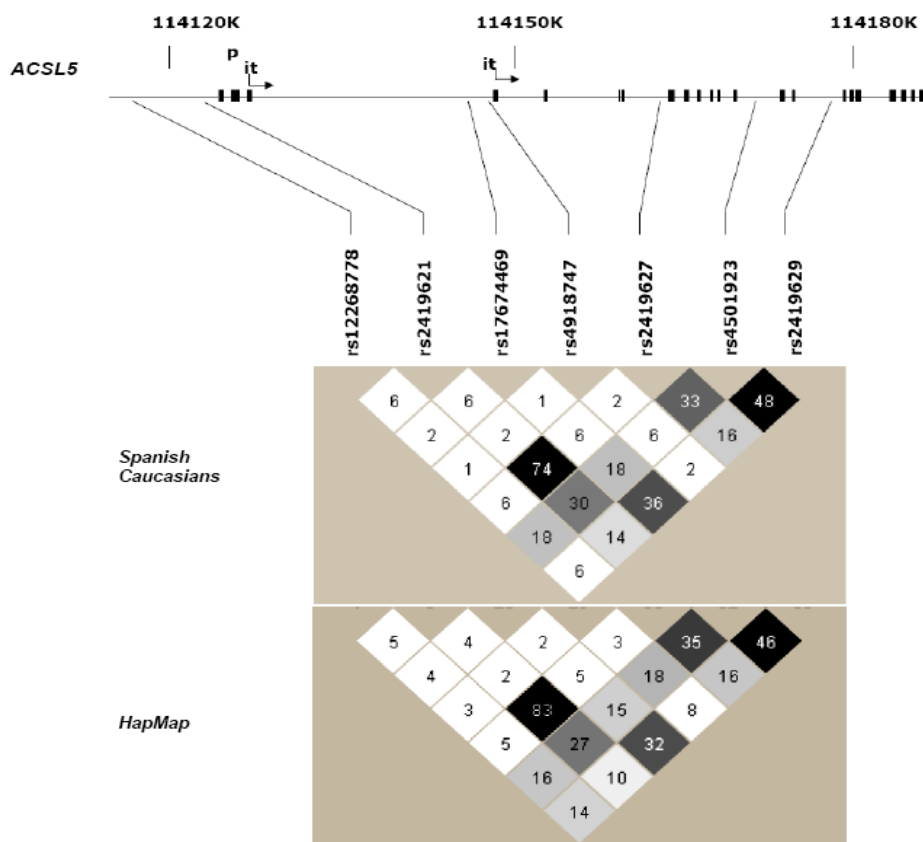 114120K 114150K 114180K
ACSL5
p
it it
rs12268778 rs2419621 rs17674469 rs4918747 rs2419627 rs4501923 rs2419629
Spanish
Caucasians
6 6 1 2 33 48
2 2 6 6 16
1 74 18 2
6 30 36
18 14
6
HapMap
5 4 2 3 35 46
4 2 5 18 16
3 83 15 8
5 27 32
16 10
14